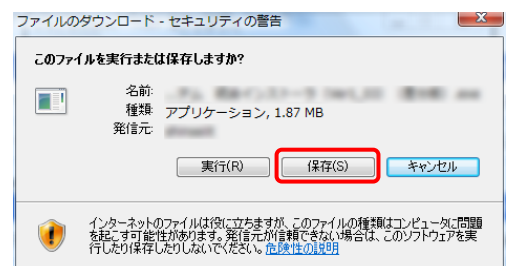 ファイルのダウンロード - セキュリティの警告
このファイルを実行または保存しますか?
名前:
種類: アプリケーション, 1.87 MB
発信元:
実行(R) 保存(S) キャンセル
インターネットのファイルは役に立ちますが、このファイルの種類はコンピュータに問題
を起こす可能性があります。発信元が信頼できない場合は、このソフトウェアを実
行したり保存したりしないでください。危険性の説明